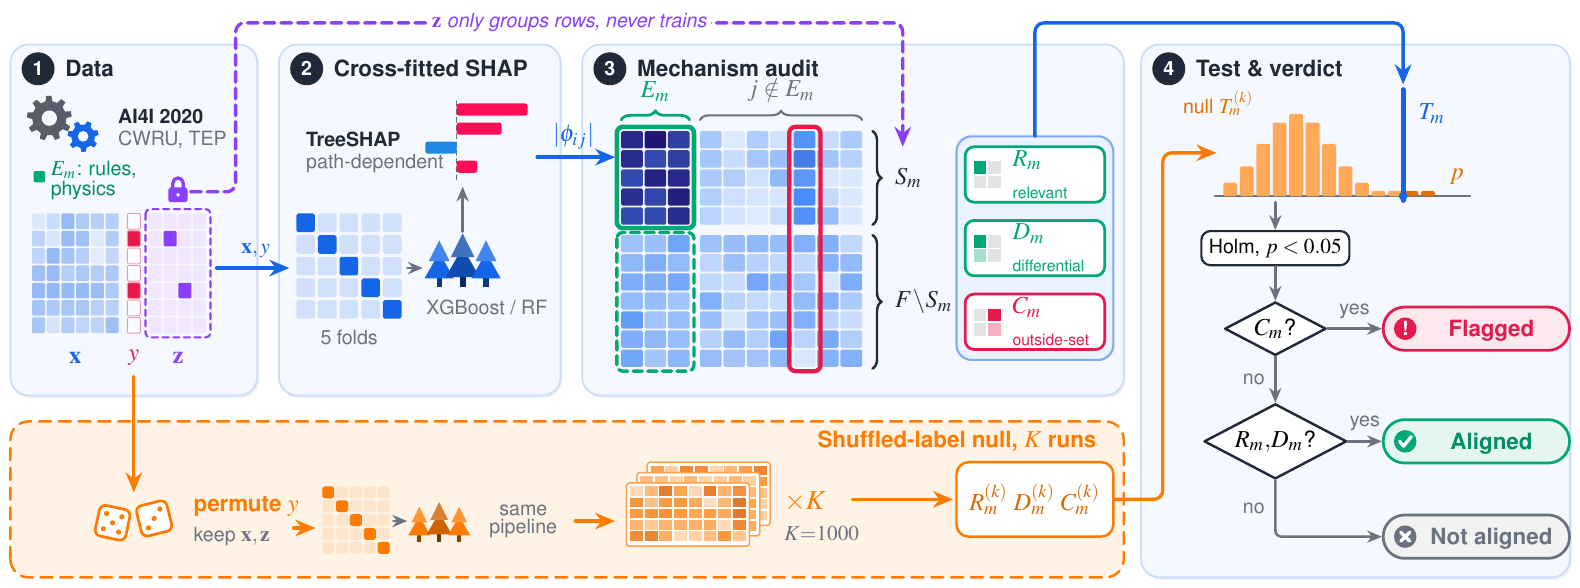 z only groups rows, never trains
1 Data
AI4I 2020
CWRU, TEP
E_m: rules,
physics
x
y
z
x, y
2 Cross-fitted SHAP
TreeSHAP
path-dependent
XGBoost / RF
5 folds
|ϕ_ij|
3 Mechanism audit
E_m
j ∉ E_m
S_m
F\S_m
R_m
relevant
D_m
differential
C_m
outside-set
4 Test & verdict
null T_m^(k)
T_m
p
Holm, p < 0.05
C_m?
yes
Flagged
no
R_m, D_m?
yes
Aligned
no
Not aligned
Shuffled-label null, K runs
permute y
keep x, z
same
pipeline
×K
K=1000
R_m^(k) D_m^(k) C_m^(k)